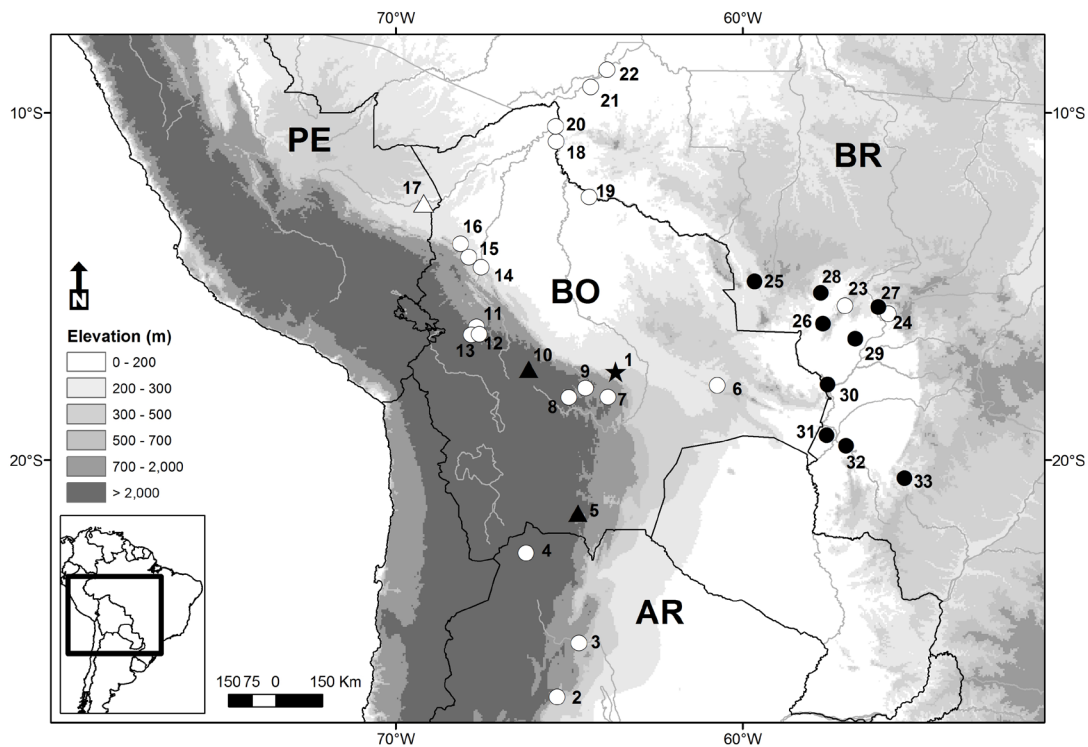 70°W
60°W
22
21
10°S
10°S
20
PE
18
BR
17
19
16
15
14
28
23
27
25
N
BO
24
11
26
Elevation (m)
12
13
29
0 - 200
10
1
200 - 300
9
6
30
300 - 500
8
7
500 - 700
31
32
20°S
20°S
700 - 2,000
33
> 2,000
5
4
AR
3
150 75 0 150 Km
2
70°W
60°W